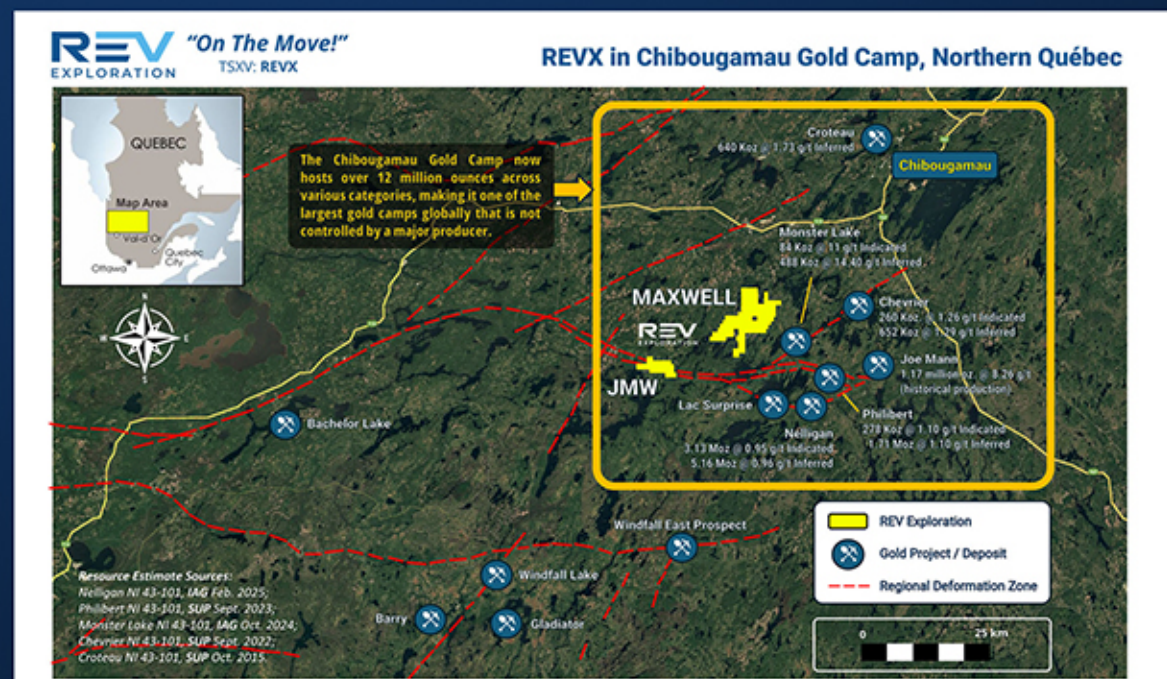 REV
EXPLORATION
"On The Move!"
TSXV: REVX
REVX in Chibougamau Gold Camp, Northern Québec
QUEBEC
Map Area
Val-d'Or
Quebec
City
Ottawa
The Chibougamau Gold Camp now
hosts over 12 million ounces across
various categories, making it one of the
largest gold camps globally that is not
controlled by a major producer.
N
W
E
S
Croteau
640 Koz @ 1.73 g/t Inferred
Chibougamau
Monster Lake
84 Koz @ 11 g/t Indicated
488 Koz @ 14.40 g/t Inferred
MAXWELL
REV
EXPLORATION
JMW
Chevrier
260 Koz. @ 1.26 g/t Indicated
652 Koz @ 1.29 g/t Inferred
Joe Mann
1.17 million oz. @ 8.26 g/t
(historical production)
Lac Surprise
Philibert
278 Koz @ 1.10 g/t Indicated
1.71 Moz @ 1:10 g/t Inferred
Nelligan
3.13 Moz @ 0.95 g/t Indicated
5.16 Moz @ 0.96 g/t Inferred
Bachelor Lake
Windfall East Prospect
Windfall Lake
Barry
Gladiator
REV Exploration
Gold Project / Deposit
Regional Deformation Zone
0
25 km
Resource Estimate Sources:
Nelligan NI 43-101, IAG Feb. 2025;
Philibert NI 43-101, SUP Sept. 2023;
Monster Lake NI 43-101, IAG Oct. 2024;
Chevrier NI 43-101, SUP Sept. 2022;
Croteau NI 43-101, SUP Oct. 2015.